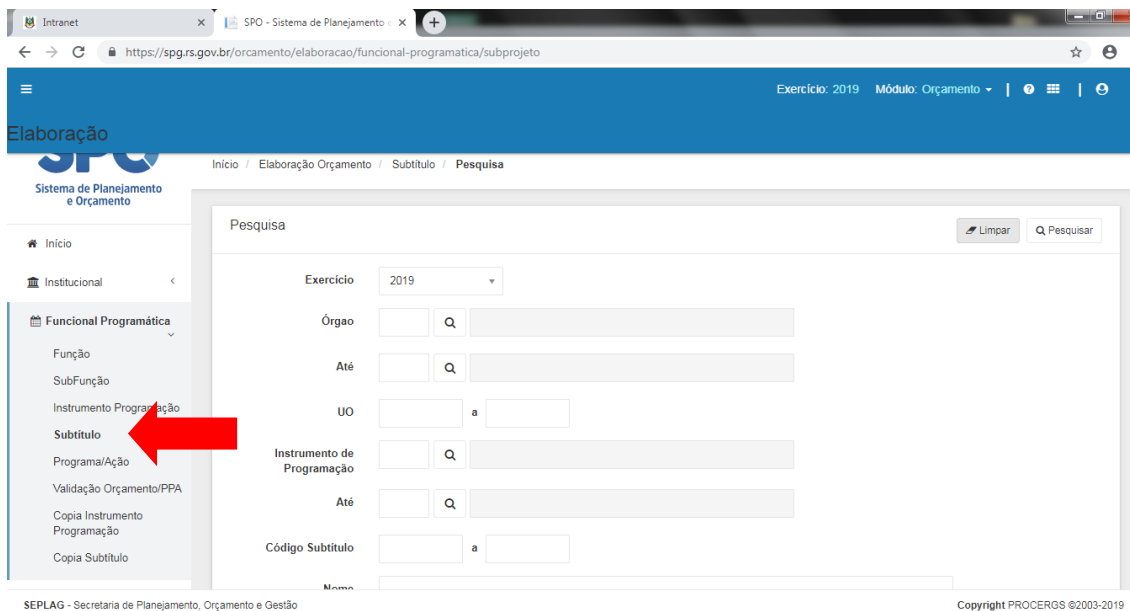 Intranet
SPO - Sistema de Planejamento e
https://spg.rs.gov.br/orcamento/elaboracao/funcional-programatica/subprojeto
Exercício: 2019 Módulo: Orçamento
Elaboração
SPO
Sistema de Planejamento
e Orçamento
Início / Elaboração Orçamento / Subtítulo / Pesquisa
Pesquisa
Limpar
Pesquisar
Início
Institucional
Funcional Programática
Função
SubFunção
Instrumento Programação
Subtítulo
Programa/Ação
Validação Orçamento/PPA
Copia Instrumento
Programação
Copia Subtítulo
Exercício 2019
Órgao
Até
UO a
Instrumento de
Programação
Até
Código Subtítulo a
Nome
SEPLAG - Secretaria de Planejamento, Orçamento e Gestão
Copyright PROCERGS ©2003-2019